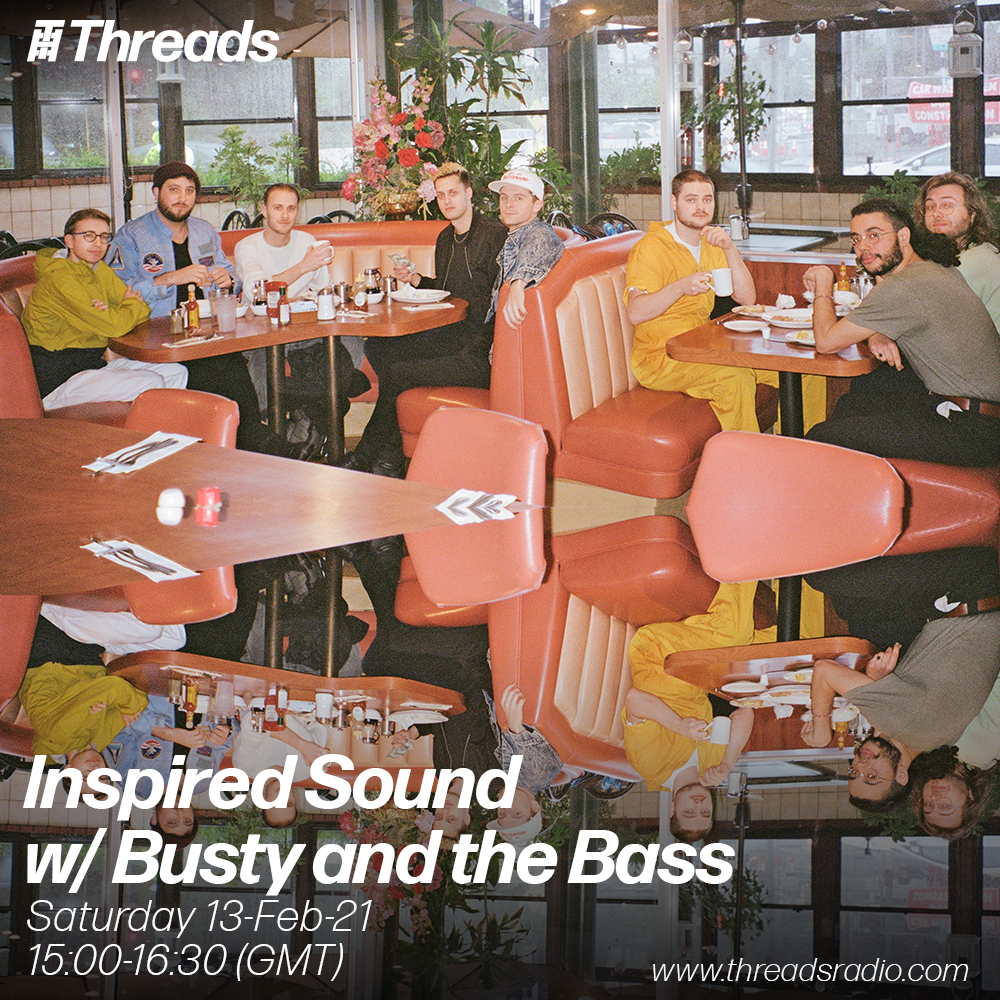 Threads
Inspired Sound
w/ Busty and the Bass
Saturday 13-Feb-21
15:00-16:30 (GMT)
www.threadsradio.com